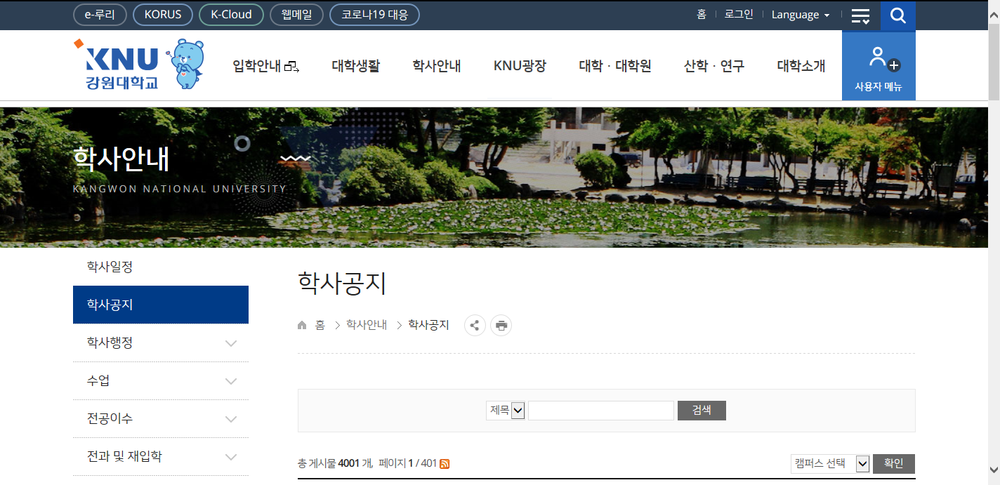 e-루리 KORUS K-Cloud 웹메일 코로나19 대응 홈 로그인 Language
KNU
강원대학교
입학안내 대학생활 학사안내 KNU광장 대학 · 대학원 산학 · 연구 대학소개
사용자 메뉴
학사안내
KANGWON NATIONAL UNIVERSITY
학사일정
학사공지
학사행정
수업
전공이수
전과 및 재입학
학사공지
홈 > 학사안내 > 학사공지
제목 검색
총 게시물 4001 개, 페이지 1 / 401
캠퍼스 선택 확인